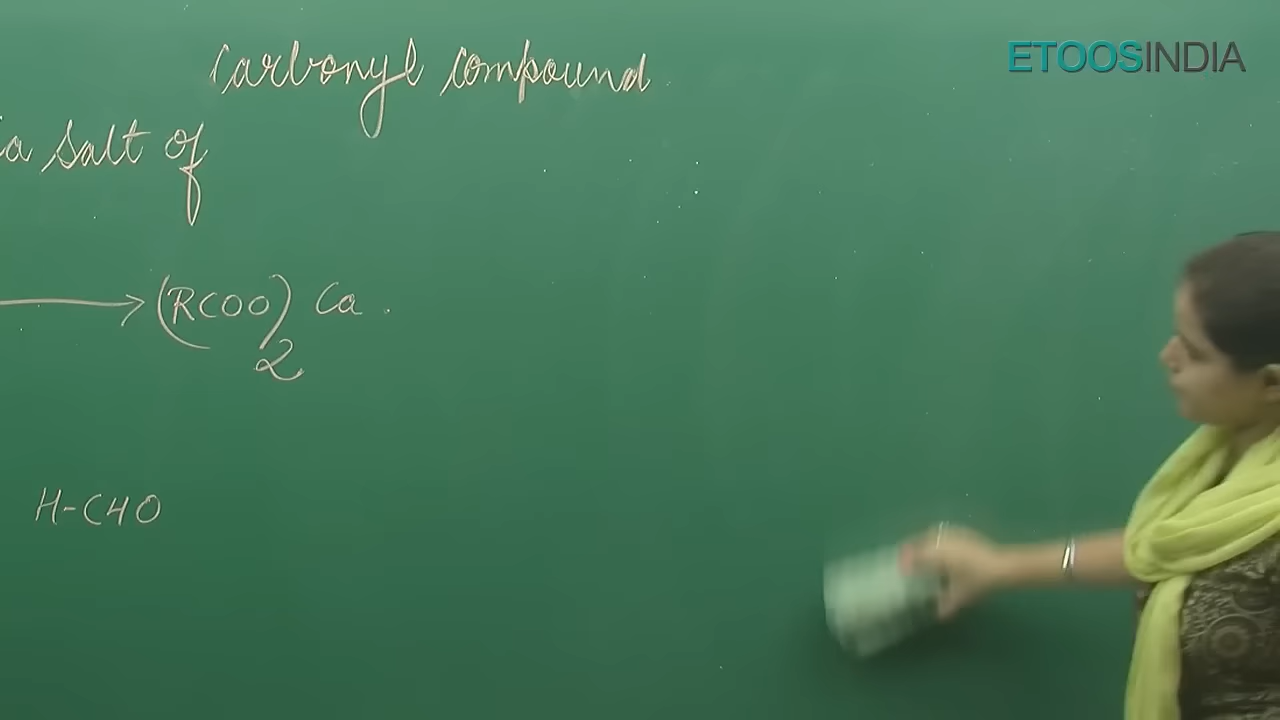 Carbonyl compound
ETOOSINDIA
a salt of
(RCOO)2 Ca.
H-CHO